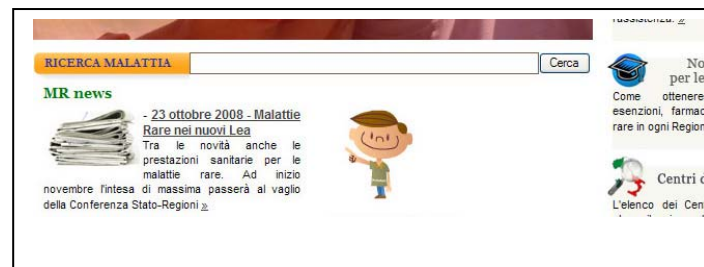 rassistenza. »
RICERCA MALATTIA
Cerca
MR news
- 23 ottobre 2008 - Malattie
Rare nei nuovi Lea
Tra le novità anche le
prestazioni sanitarie per le
malattie rare. Ad inizio
novembre l'intesa di massima passerà al vaglio
della Conferenza Stato-Regioni »
No
per le
Come ottenere
esenzioni, farmac
rare in ogni Region
Centri d
L'elenco dei Cen